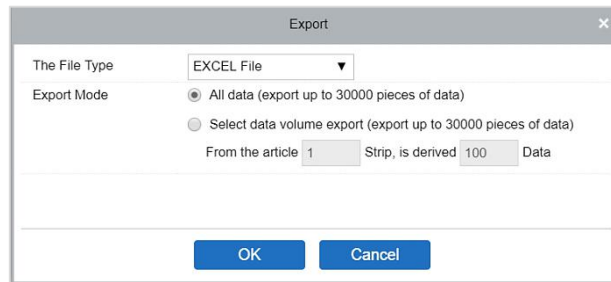 Export ×
The File Type EXCEL File ▼
Export Mode All data (export up to 30000 pieces of data)
Select data volume export (export up to 30000 pieces of data)
From the article 1 Strip, is derived 100 Data
OK Cancel